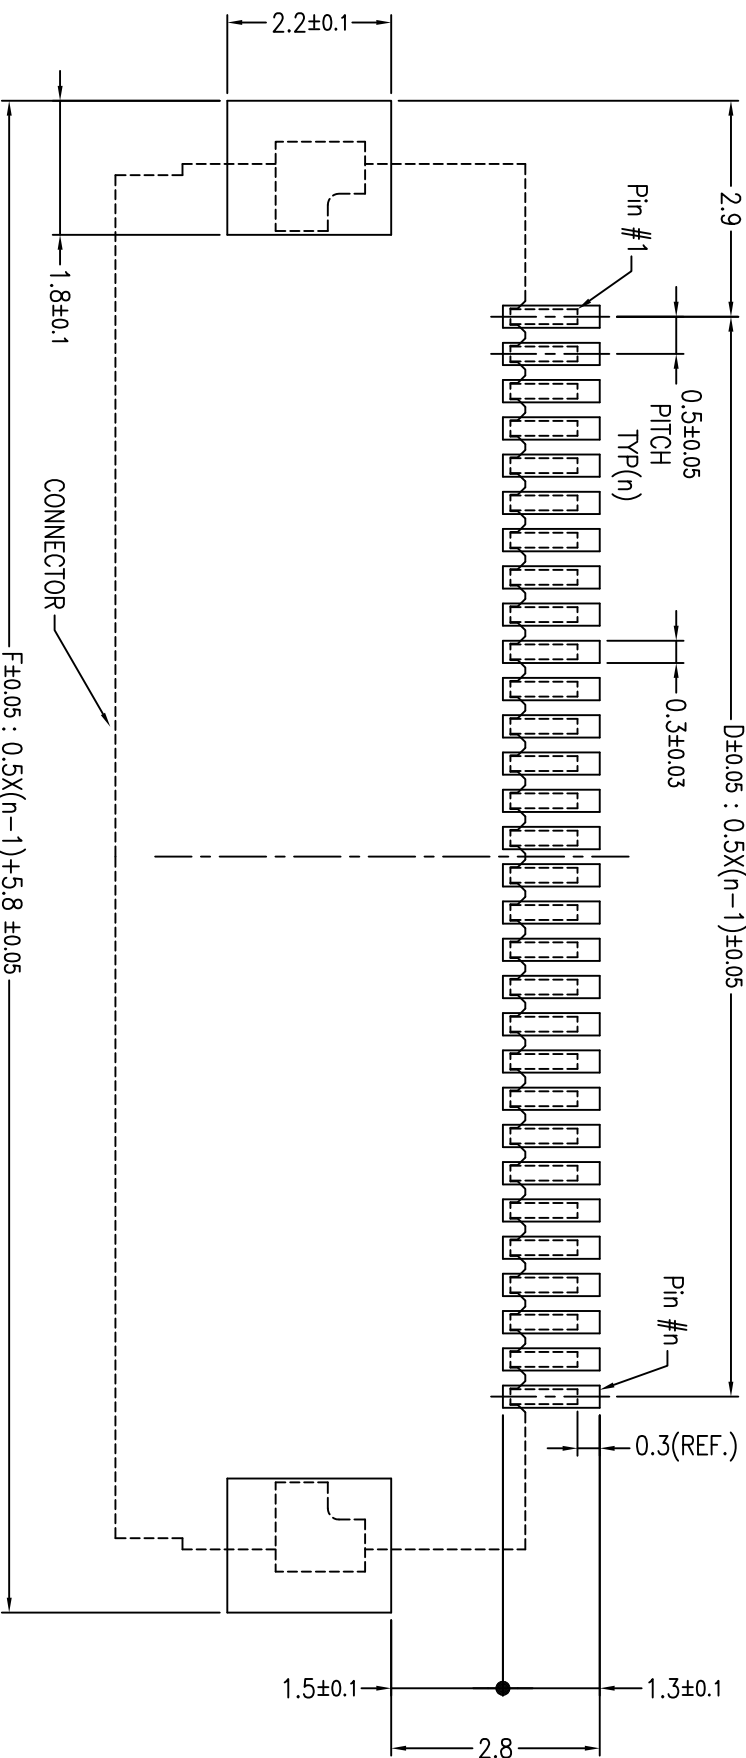 2.2±0.1
2.9
Pin #1
1.8±0.1
0.5±0.05
PITCH
TYP(n)
CONNECTOR
0.3±0.03
D±0.05 : 0.5X(n-1)±0.05
F±0.05 : 0.5X(n-1)+5.8 ±0.05
Pin #n
0.3(REF.)
1.5±0.1
1.3±0.1
2.8